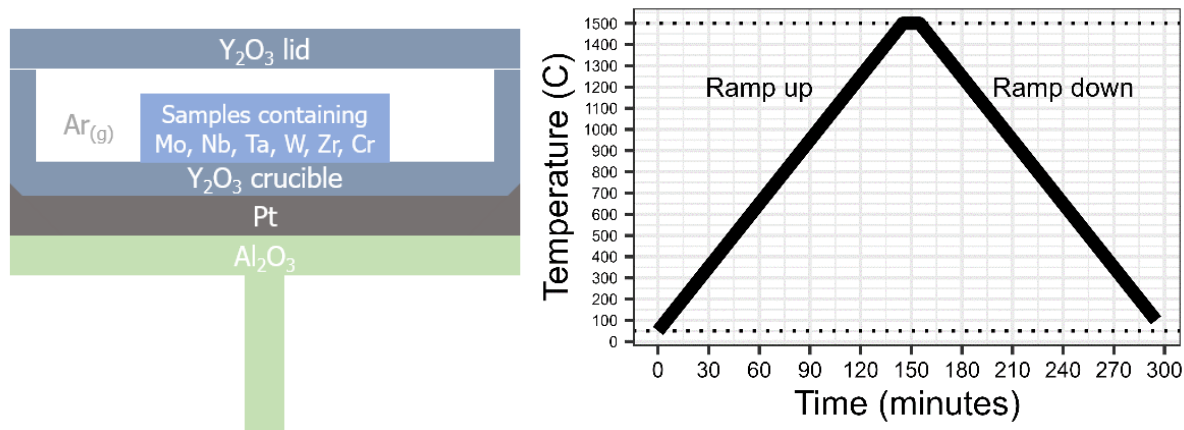 Y₂O₃ lid
Ar(g)
Samples containing
Mo, Nb, Ta, W, Zr, Cr
Y₂O₃ crucible
Pt
Al₂O₃
Temperature (C)
1500
1400
1300
1200
1100
1000
900
800
700
600
500
400
300
200
100
0
Ramp up
Ramp down
0 30 60 90 120 150 180 210 240 270 300
Time (minutes)